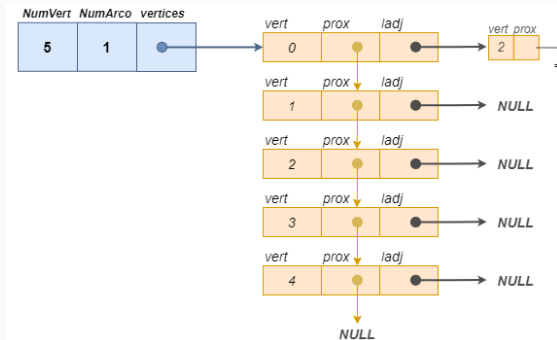 NumVert NumArco vertices
5 1
vert prox ladj
0
vert prox
2
vert prox ladj
1
NULL
vert prox ladj
2
NULL
vert prox ladj
3
NULL
vert prox ladj
4
NULL
NULL